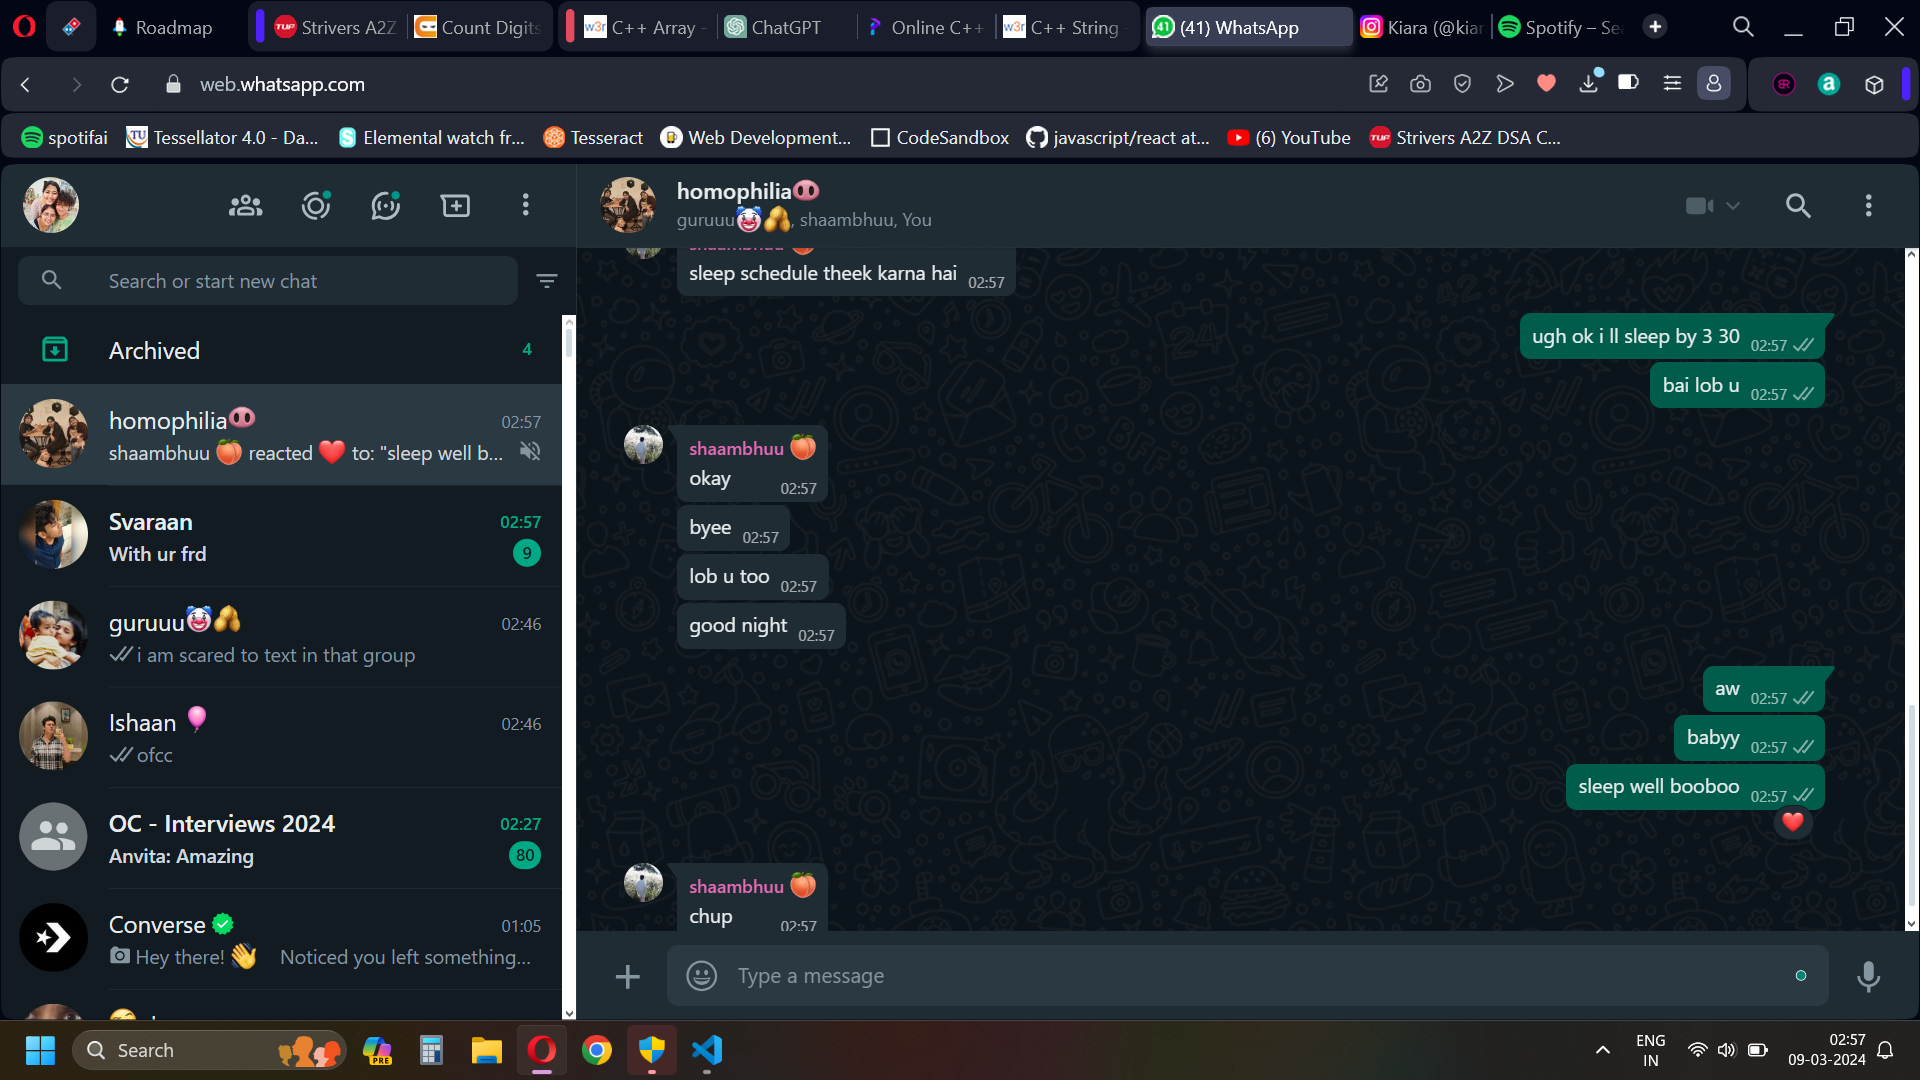 Roadmap
Strivers A2Z
Count Digits
C++ Array -
ChatGPT
Online C++
C++ String -
(41) WhatsApp
Kiara (@kiar
Spotify – Sea
web.whatsapp.com
spotifai
Tessellator 4.0 - Da...
Elemental watch fr...
Tesseract
Web Development...
CodeSandbox
javascript/react at...
(6) YouTube
Strivers A2Z DSA C...
Search or start new chat
Archived 4
homophilia🐽 02:57
shaambhuu 🍑 reacted ❤️ to: "sleep well b...
Svaraan 02:57
With ur frd 9
guruuu🤡🥜 02:46
i am scared to text in that group
Ishaan 🎈 02:46
ofcc
OC - Interviews 2024 02:27
Anvita: Amazing 80
Converse 01:05
Hey there! 👋 Noticed you left something...
homophilia🐽
guruuu🤡🥜, shaambhuu, You
shaambhuu 🍑
sleep schedule theek karna hai 02:57
ugh ok i ll sleep by 3 30 02:57
bai lob u 02:57
shaambhuu 🍑
okay 02:57
byee 02:57
lob u too 02:57
good night 02:57
aw 02:57
babyy 02:57
sleep well booboo 02:57
❤️
shaambhuu 🍑
chup 02:57
Type a message
Search
PRE
ENG
IN
02:57
09-03-2024